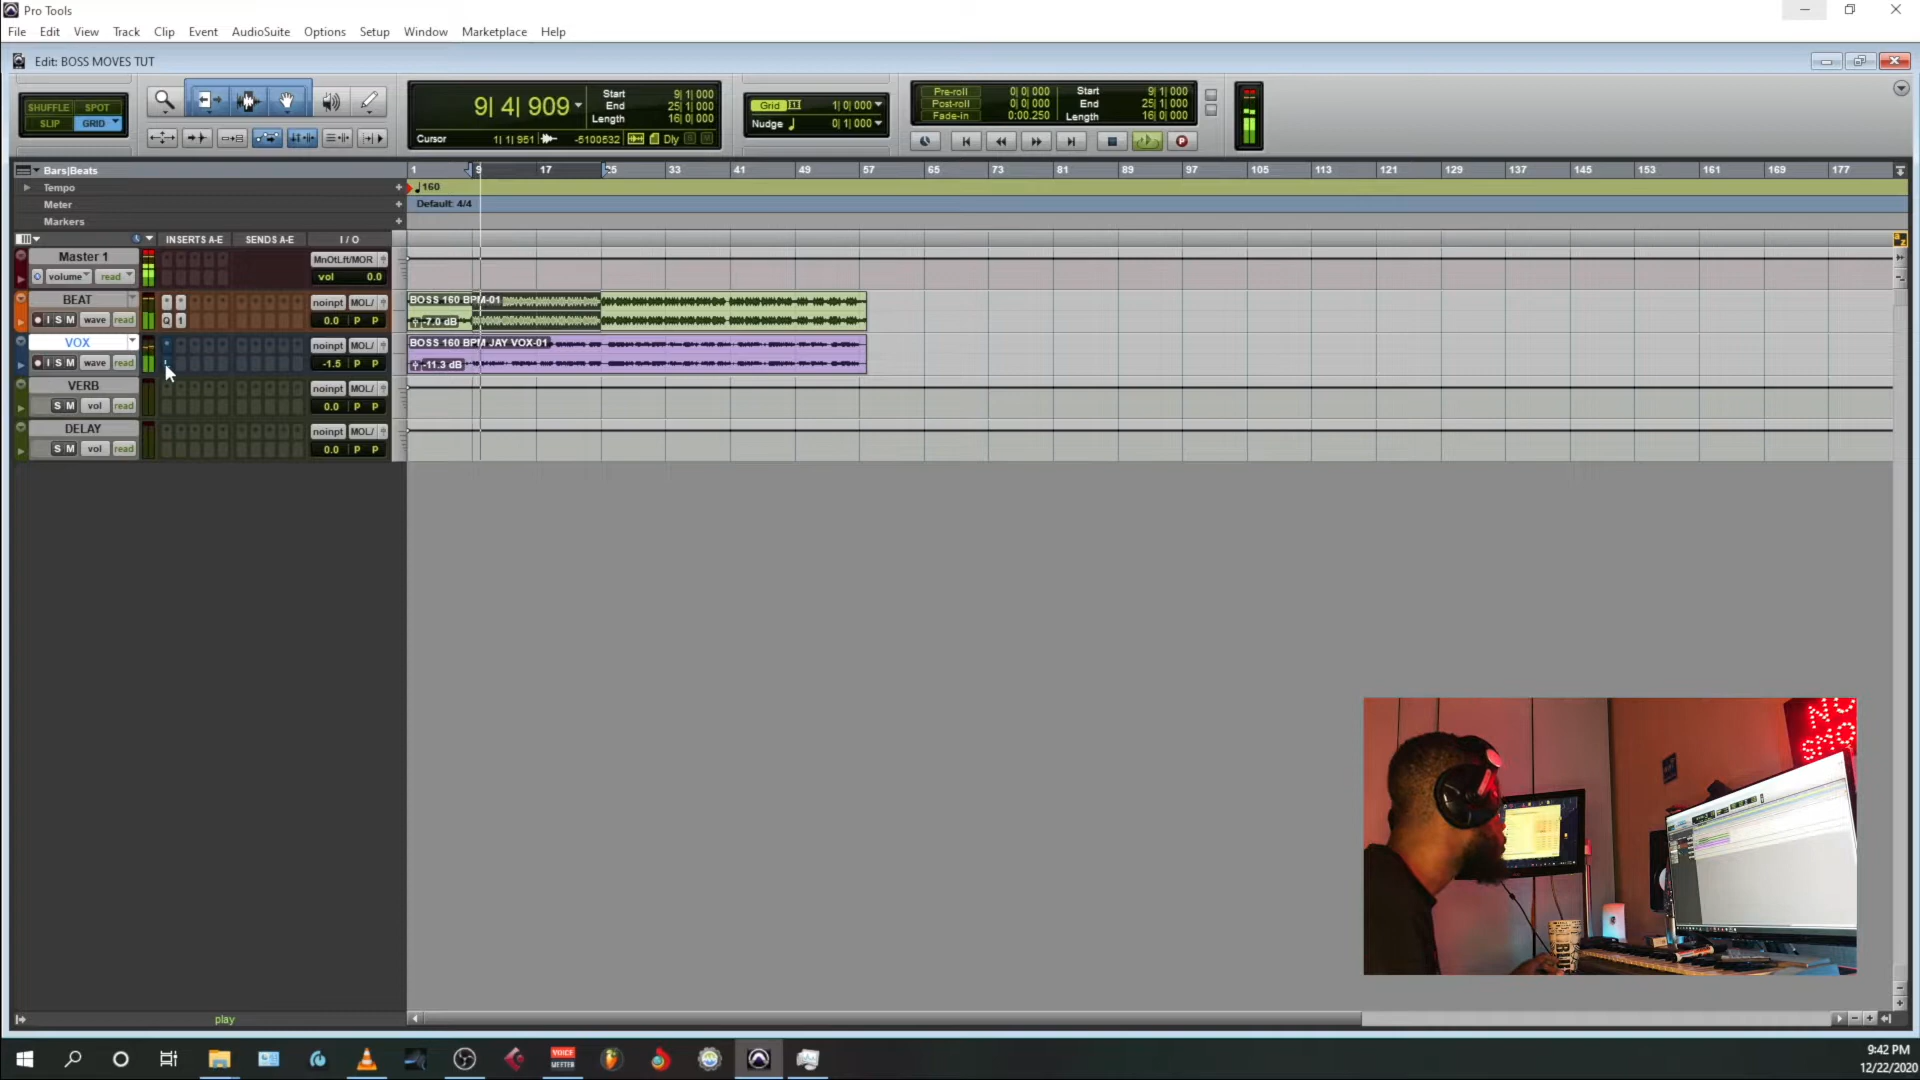 Pro Tools
File Edit View Track Clip Event AudioSuite Options Setup Window Marketplace Help
Edit: BOSS MOVES TUT
SHUFFLE SPOT
SLIP GRID
9| 4| 909
Start 9| 1| 000
End 25| 1| 000
Length 16| 0| 000
Cursor 1| 1| 951 -5100532 Dly S M
Grid 1| 0| 000
Nudge 0| 1| 000
Pre-roll 0| 0| 000
Post-roll 0| 0| 000
Fade-in 0:00.250
Start 9| 1| 000
End 25| 1| 000
Length 16| 0| 000
Bars|Beats
1 9 17 25 33 41 49 57 65 73 81 89 97 105 113 121 129 137 145 153 161 169 177
Tempo + 160
Meter + Default: 4/4
Markers +
INSERTS A-E SENDS A-E I / O
Master 1 MnOtLft/MOR
volume read vol 0.0
BEAT noinpt MOL/
I S M wave read Q 1 0.0 P P
BOSS 160 BPM-01
-7.0 dB
VOX noinpt MOL/
I S M wave read -1.5 P P
BOSS 160 BPM JAY VOX-01
-11.3 dB
VERB noinpt MOL/
S M vol read 0.0 P P
DELAY noinpt MOL/
S M vol read 0.0 P P
NO
SMO
play
VOICE
MEETER
9:42 PM
12/22/2020